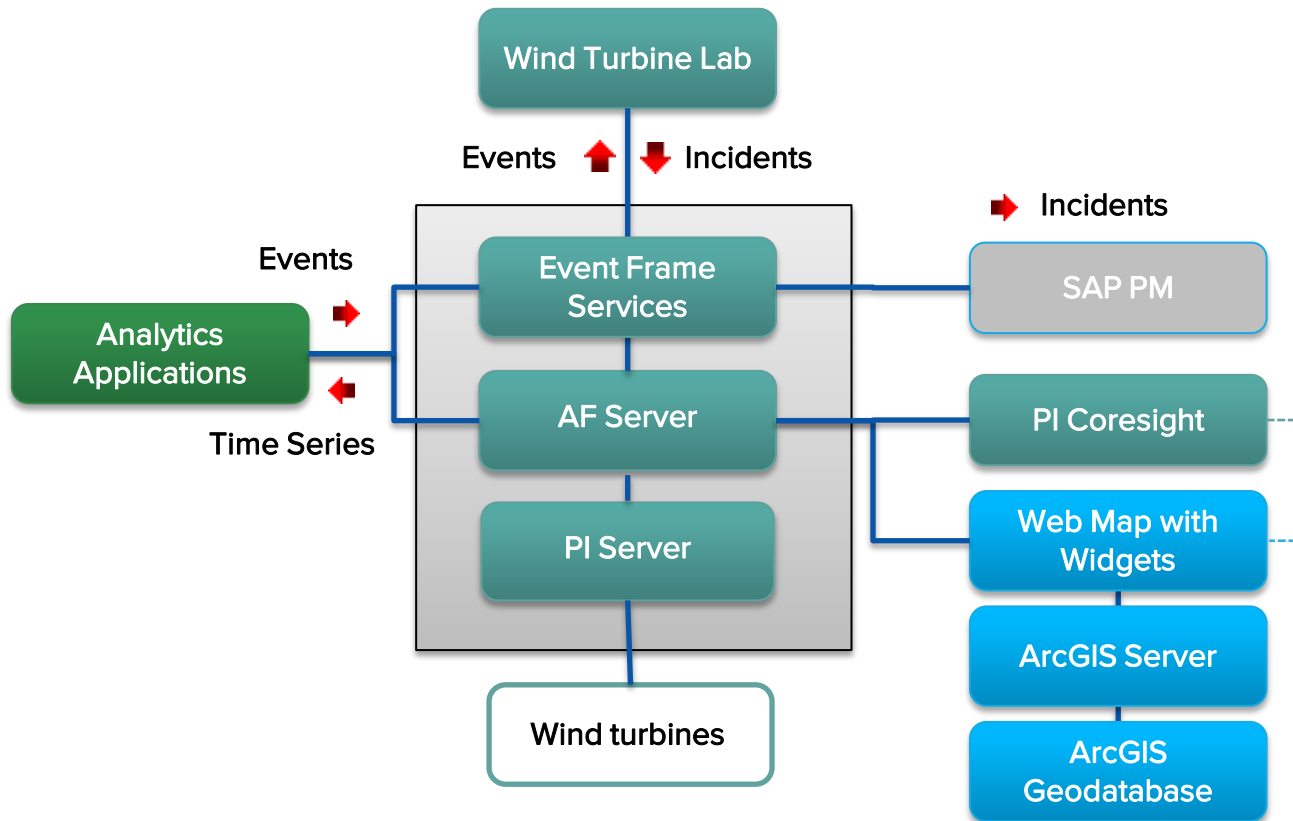 Wind Turbine Lab
Events
Incidents
Incidents
Events
Event Frame
Services
SAP PM
Analytics
Applications
AF Server
PI Coresight
Time Series
Web Map with
Widgets
PI Server
ArcGIS Server
Wind turbines
ArcGIS
Geodatabase